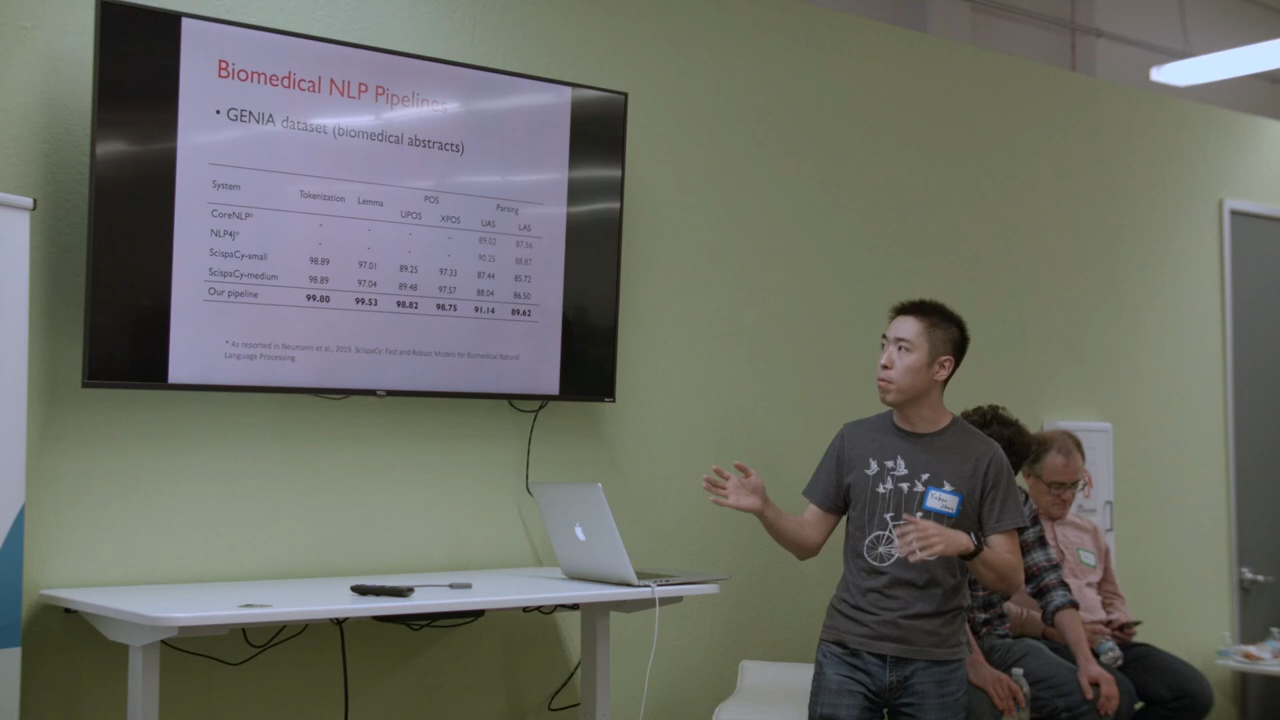 Biomedical NLP Pipelines
• GENIA dataset (biomedical abstracts)
System Tokenization Lemma POS Parsing
UPOS XPOS UAS LAS
CoreNLP* - - - - 89.02 87.56
NLP4J* - - - - 90.25 88.87
ScispaCy-small 98.89 97.01 89.25 97.33 87.44 85.72
ScispaCy-medium 98.89 97.04 89.48 97.57 88.04 86.50
Our pipeline 99.80 99.53 98.82 98.75 91.14 89.62
* As reported in Neumann et al., 2019. ScispaCy: Fast and Robust Models for Biomedical Natural
Language Processing.